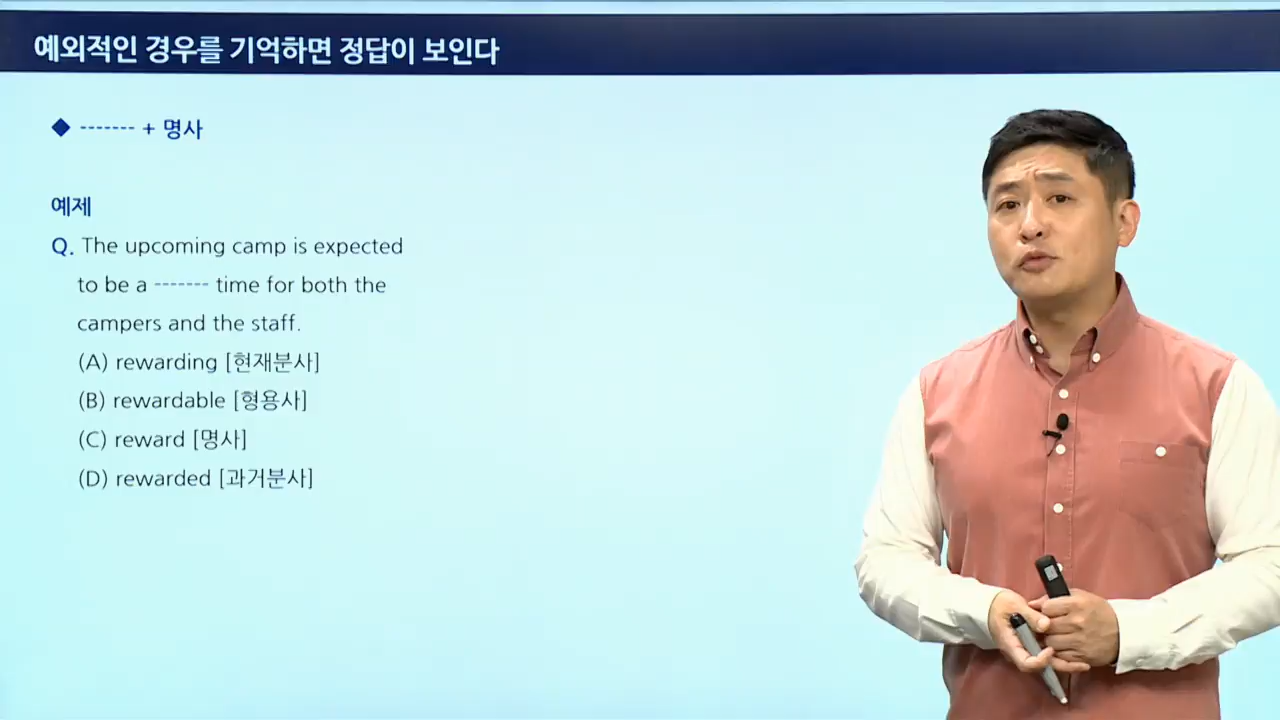 예외적인 경우를 기억하면 정답이 보인다
◆ ------- + 명사
예제
Q. The upcoming camp is expected
to be a ------- time for both the
campers and the staff.
(A) rewarding [현재분사]
(B) rewardable [형용사]
(C) reward [명사]
(D) rewarded [과거분사]